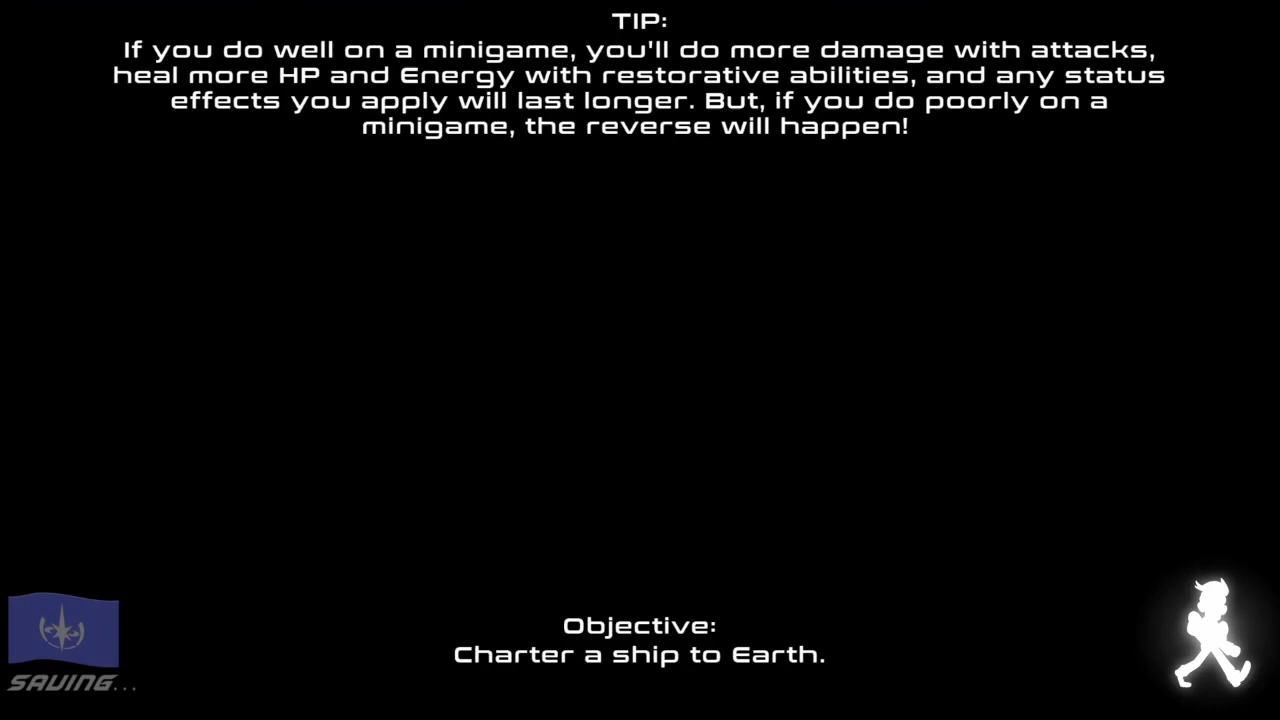 TIP:
If you do well on a minigame, you'll do more damage with attacks,
heal more HP and Energy with restorative abilities, and any status
effects you apply will last longer. But, if you do poorly on a
minigame, the reverse will happen!
Objective:
Charter a ship to Earth.
SAVING...